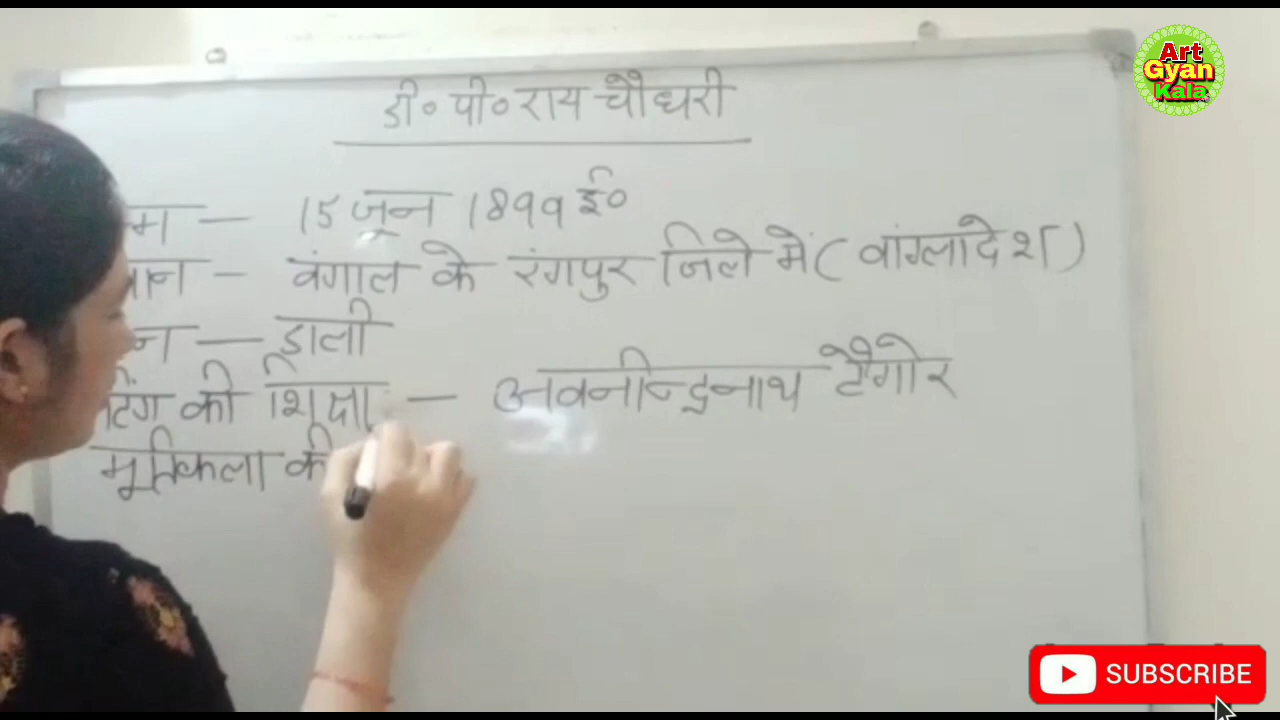 डी० पी० राय चौधरी
15 जून 1899 ई०
वंगाल के रंगपुर जिले में ( वांग्लादेश )
डाली
की शिक्षा — अवनीन्द्रनाथ टैगोर
मूर्तिकला की
Art
Gyan
Kala
SUBSCRIBE